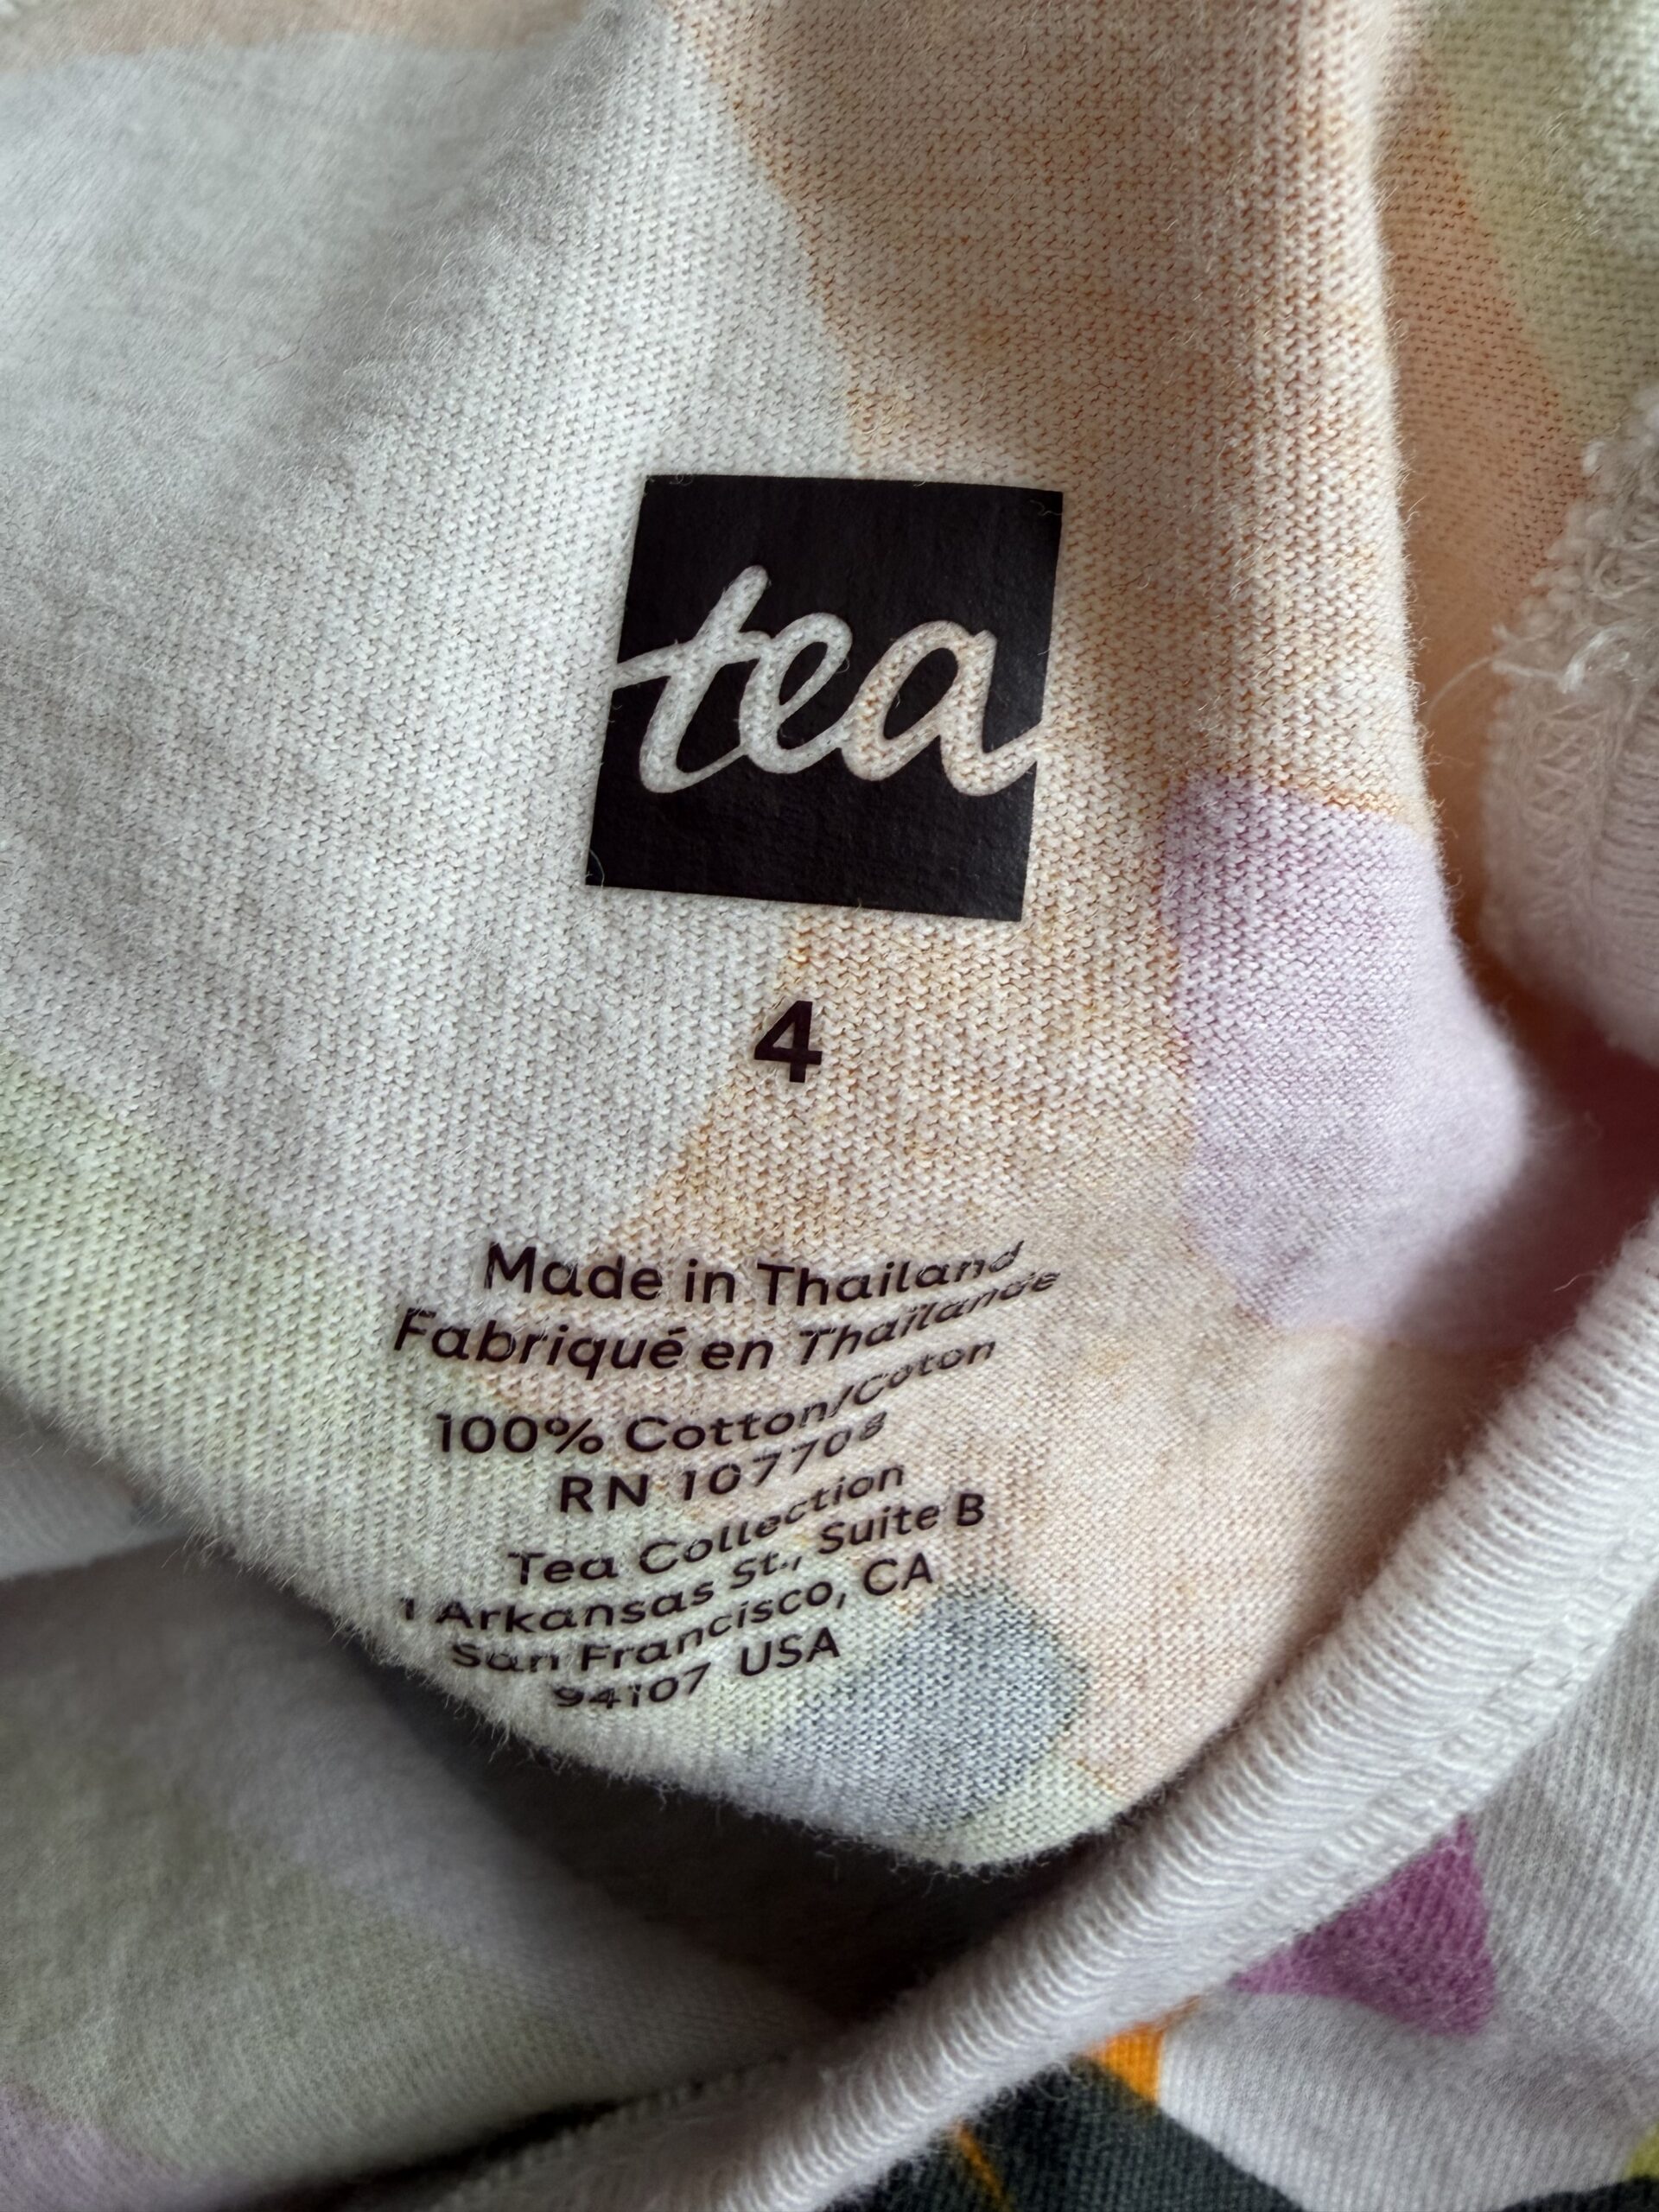 tea
4
Made in Thailand
Fabriqué en Thaïlande
100% Cotton/Coton
RN 107708
Tea Collection
1 Arkansas St., Suite B
San Francisco, CA
94107 USA